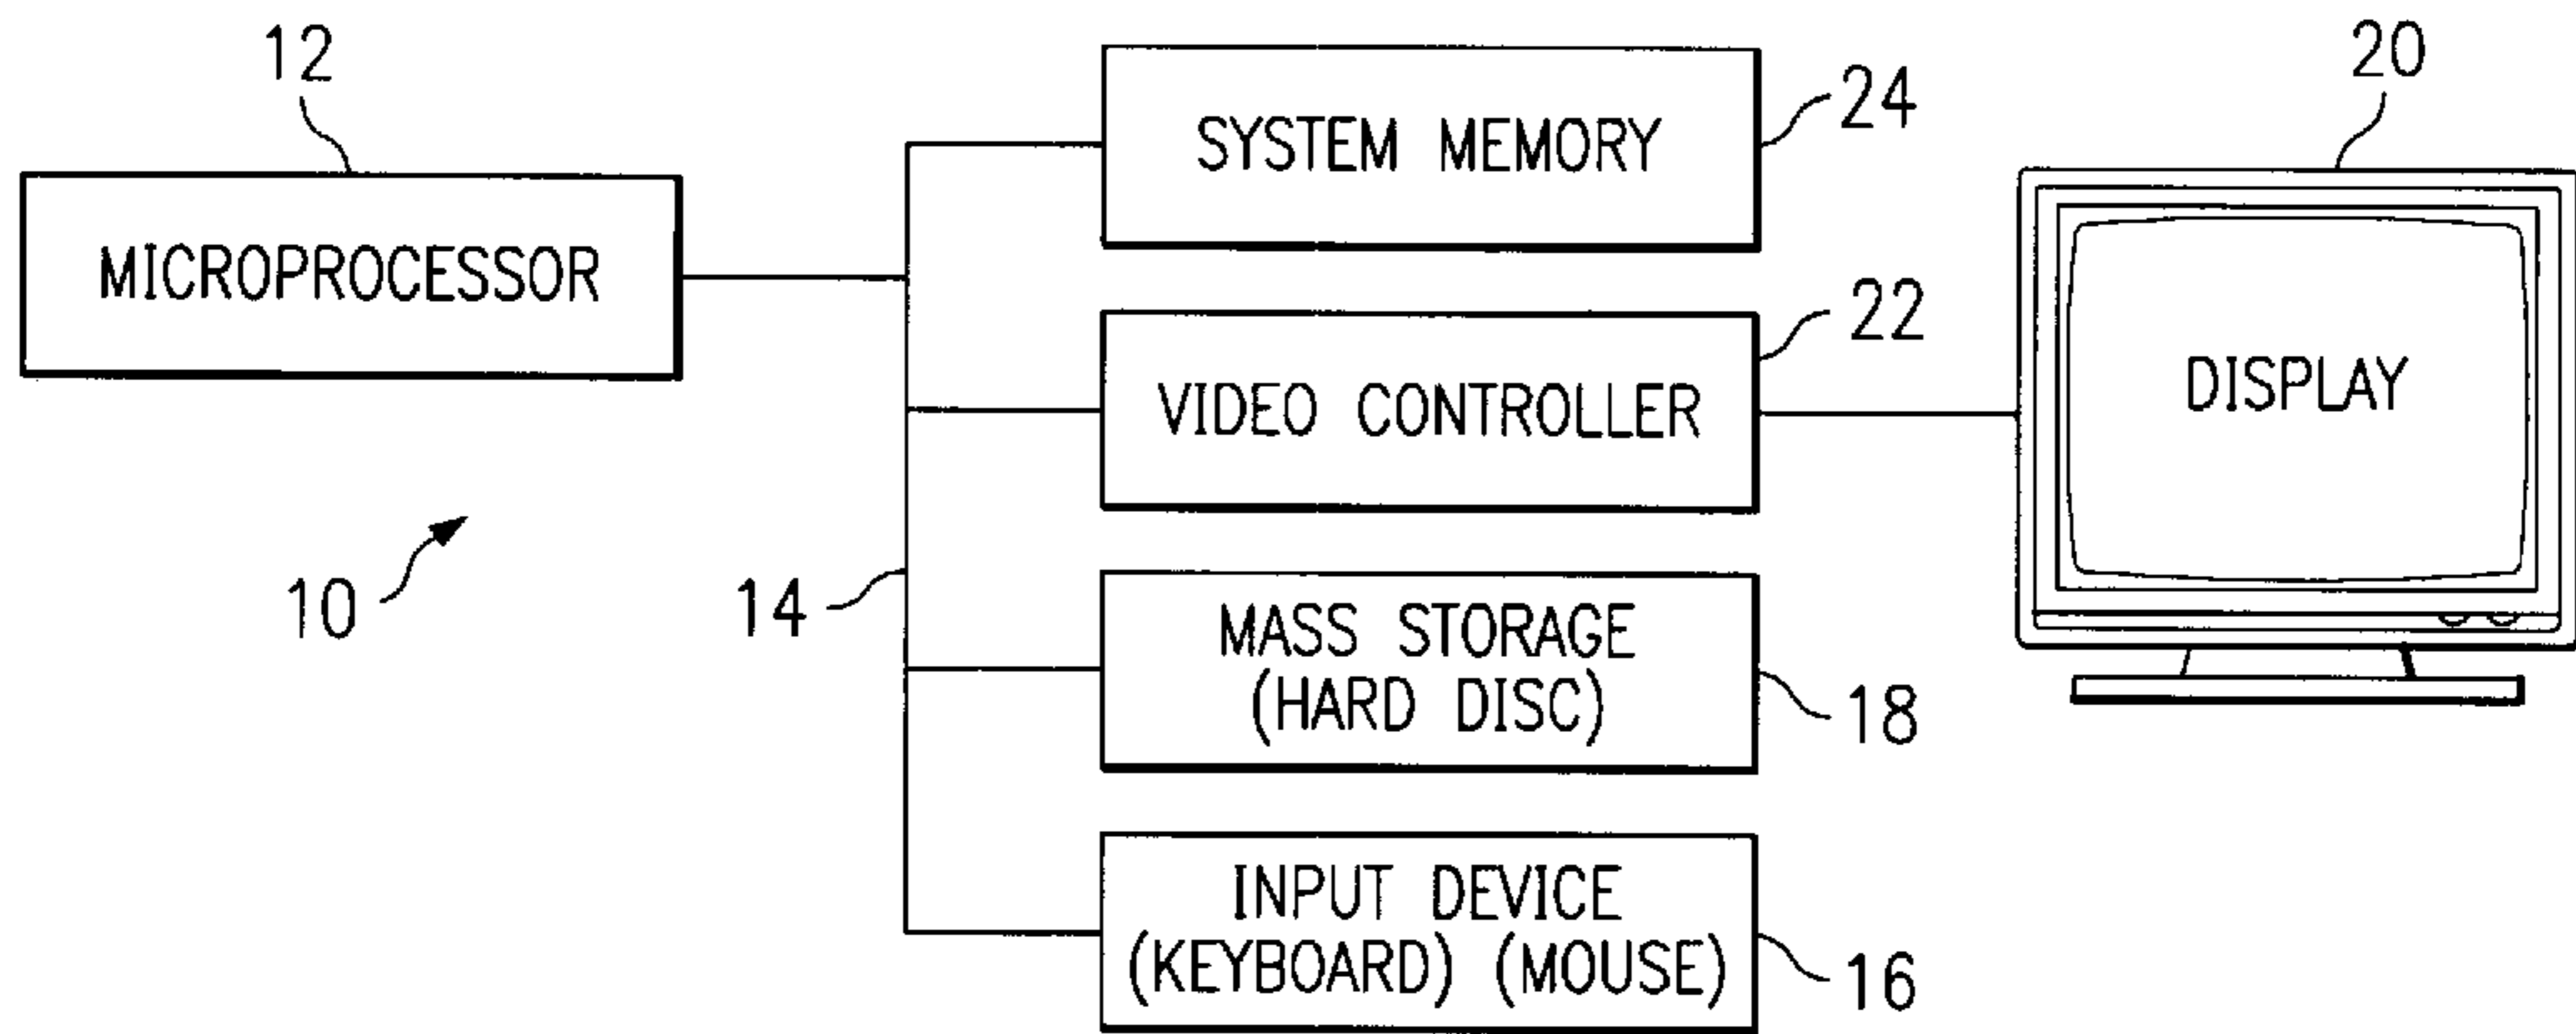 12
MICROPROCESSOR
10
14
SYSTEM MEMORY
24
VIDEO CONTROLLER
22
MASS STORAGE
(HARD DISC)
18
INPUT DEVICE
(KEYBOARD) (MOUSE)
16
20
DISPLAY